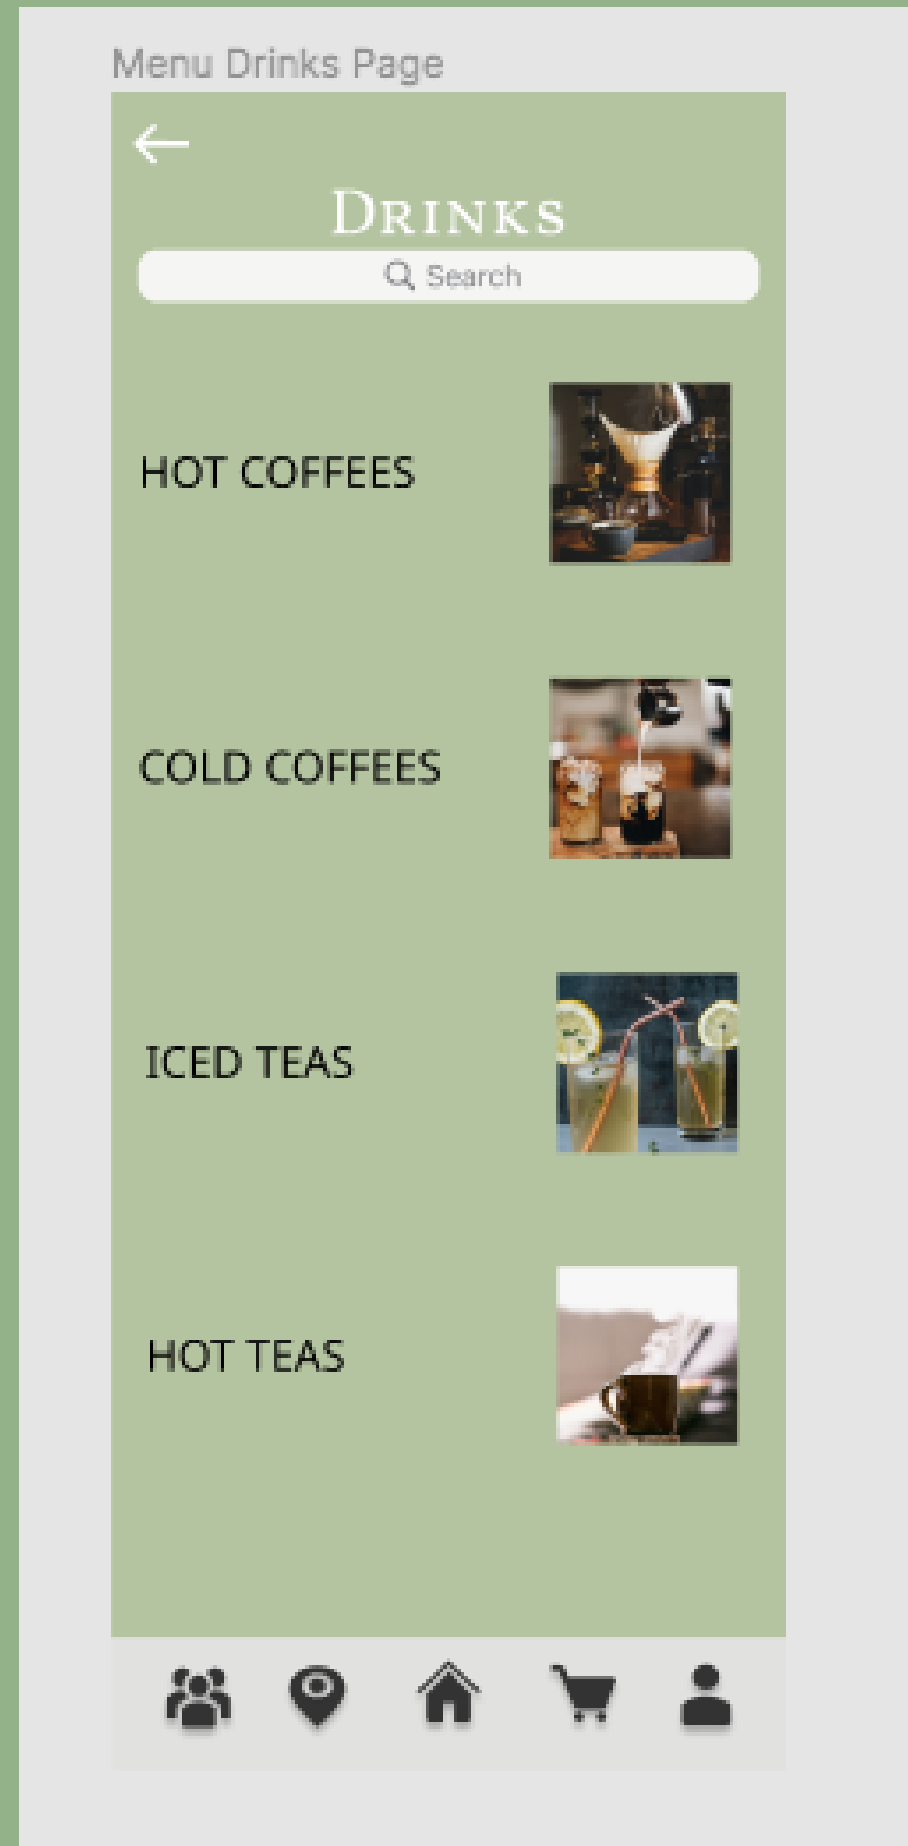 Menu Drinks Page
DRINKS
Search
HOT COFFEES
COLD COFFEES
ICED TEAS
HOT TEAS